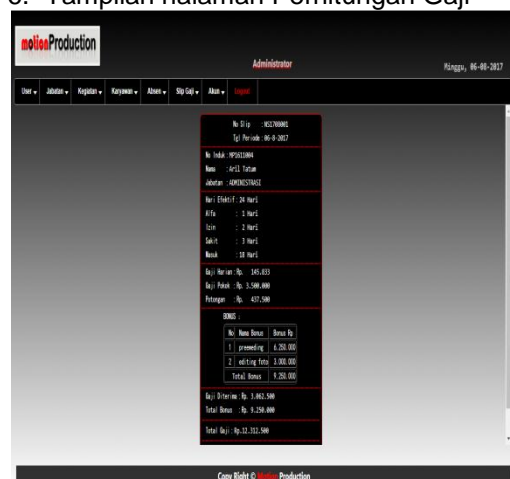 Tampilan halaman Perhitungan Gaji
motionProduction
Administrator
Minggu, 06-08-2017
User Jabatan Kegiatan Karyawan Absen Slip Gaji Akun Logout
No Slip :NS1708001
Tgl Periode :06-8-2017
No Induk :MP1611004
Nama :Aril Tatum
Jabatan :ADMINISTRASI
Hari Efektif : 24 Hari
Alfa : 1 Hari
Izin : 2 Hari
Sakit : 3 Hari
Masuk : 18 Hari
Gaji Harian :Rp. 145.833
Gaji Pokok :Rp. 3.500.000
Potongan :Rp. 437.500
BONUS :
No Nama Bonus Bonus Rp
1 preweding 6.250.000
2 editing foto 3.000.000
Total Bonus 9.250.000
Gaji Diterima :Rp. 3.062.500
Total Bonus :Rp. 9.250.000
Total Gaji :Rp.12.312.500
Copy Right © Motion Production